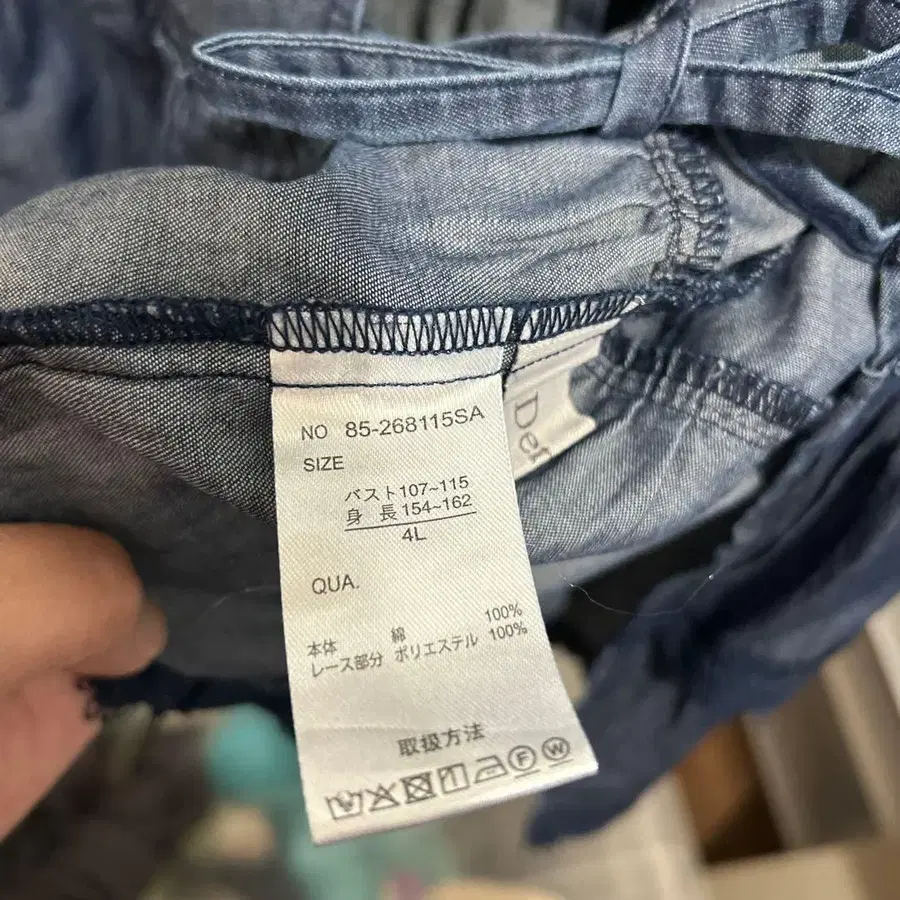 NO 85-268115SA
SIZE
バスト107~115
身 長154~162
4L
QUA.
本体 綿 100%
レース部分 ポリエステル 100%
取扱方法
F W
De